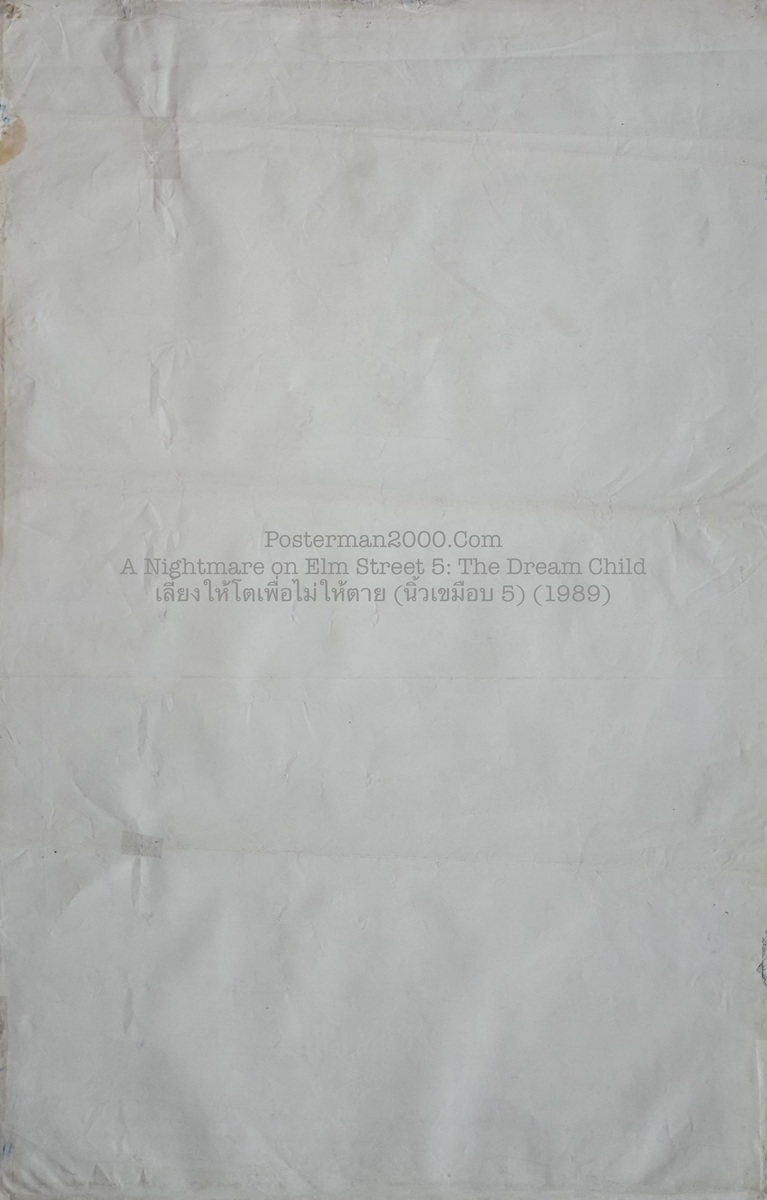 Posterman2000.Com
A Nightmare on Elm Street 5: The Dream Child
เลี้ยงให้โตเพื่อไม่ให้ตาย (นิ้วเขมือบ 5) (1989)